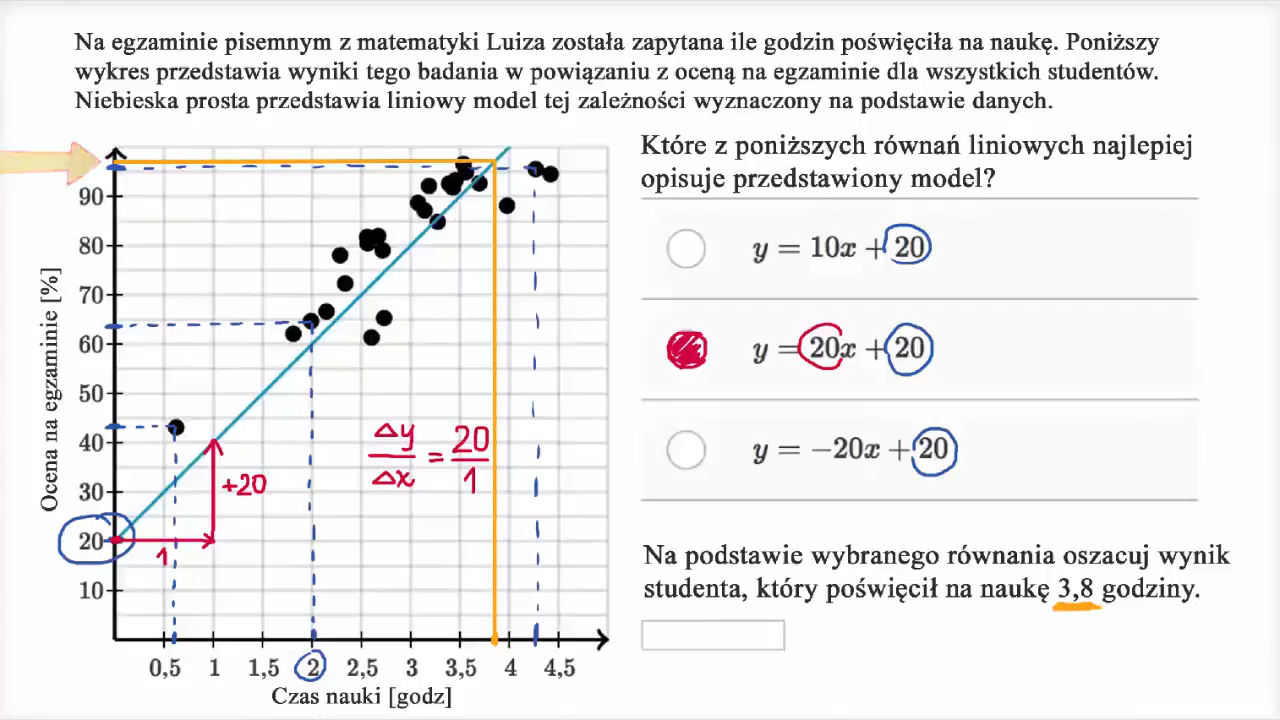 Na egzaminie pisemnym z matematyki Luiza została zapytana ile godzin poświęciła na naukę. Poniższy
wykres przedstawia wyniki tego badania w powiązaniu z oceną na egzaminie dla wszystkich studentów.
Niebieska prosta przedstawia liniowy model tej zależności wyznaczony na podstawie danych.
Ocena na egzaminie [%]
90
80
70
60
50
40
30
20
10
Δy/Δx = 20/1
+20
1
0,5 1 1,5 2 2,5 3 3,5 4 4,5
Czas nauki [godz]
Które z poniższych równań liniowych najlepiej
opisuje przedstawiony model?
y = 10x + 20
y = 20x + 20
y = −20x + 20
Na podstawie wybranego równania oszacuj wynik
studenta, który poświęcił na naukę 3,8 godziny.